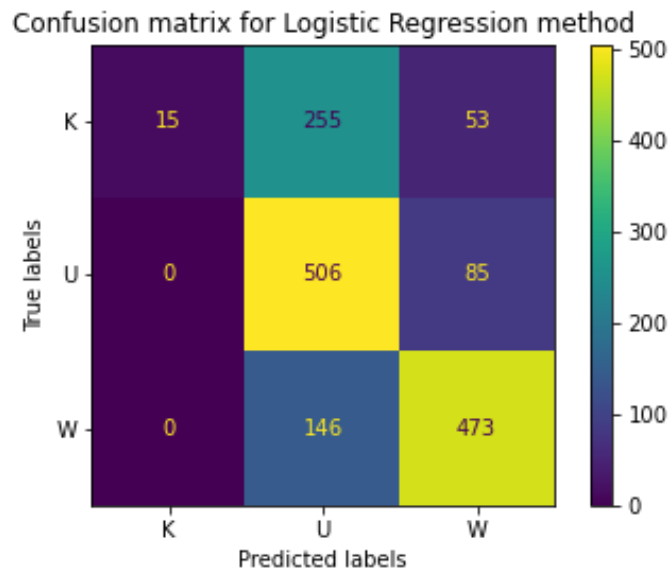 Confusion matrix for Logistic Regression method
500
K 15 255 53
400
300
True labels
U 0 506 85
200
100
W 0 146 473
0
K U W
Predicted labels